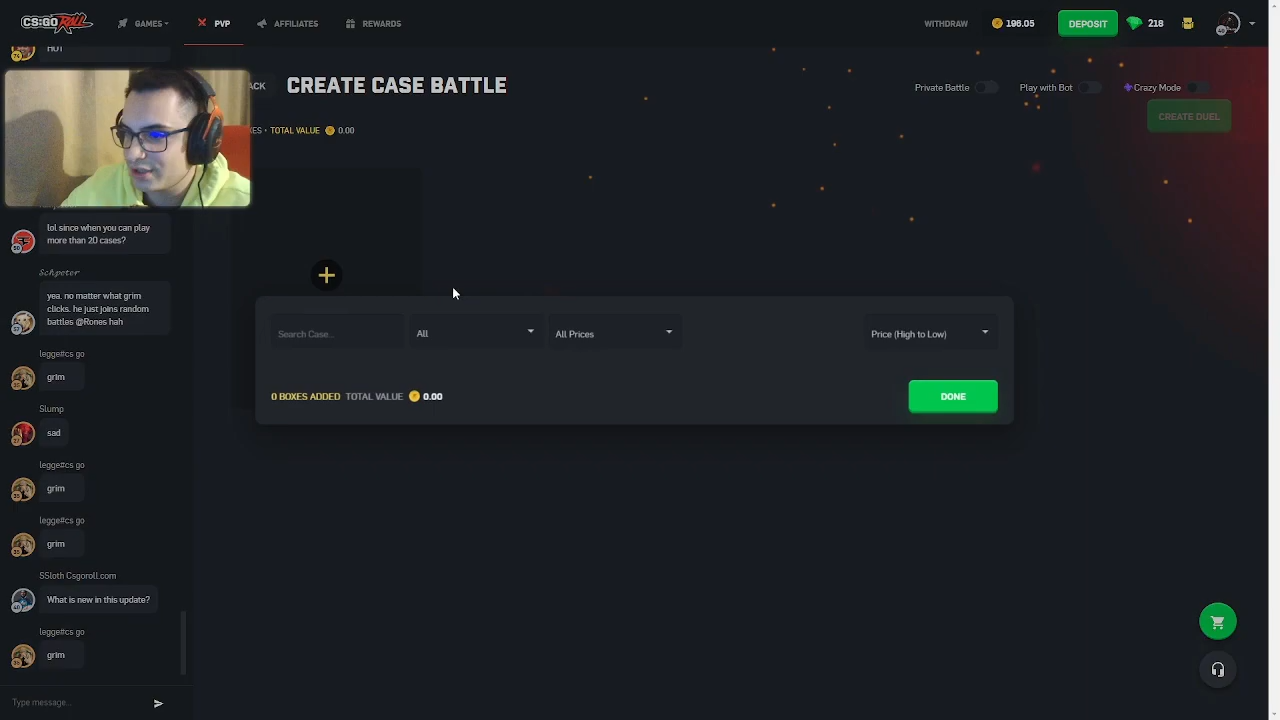 CS:GO ROLL
GAMES
PVP
AFFILIATES
REWARDS
WITHDRAW
196.05
DEPOSIT
218
HOT
ACK
CREATE CASE BATTLE
Private Battle
Play with Bot
Crazy Mode
CREATE DUEL
XES • TOTAL VALUE 0.00
lol since when you can play
more than 20 cases?
Schpeter
yea. no matter what grim
clicks. he just joins random
battles @Rones hah
legge#cs go
grim
Slump
sad
legge#cs go
grim
legge#cs go
grim
SSloth Csgoroll.com
What is new in this update?
legge#cs go
grim
Type message...
Search Case...
All
All Prices
Price (High to Low)
0 BOXES ADDED TOTAL VALUE 0.00
DONE